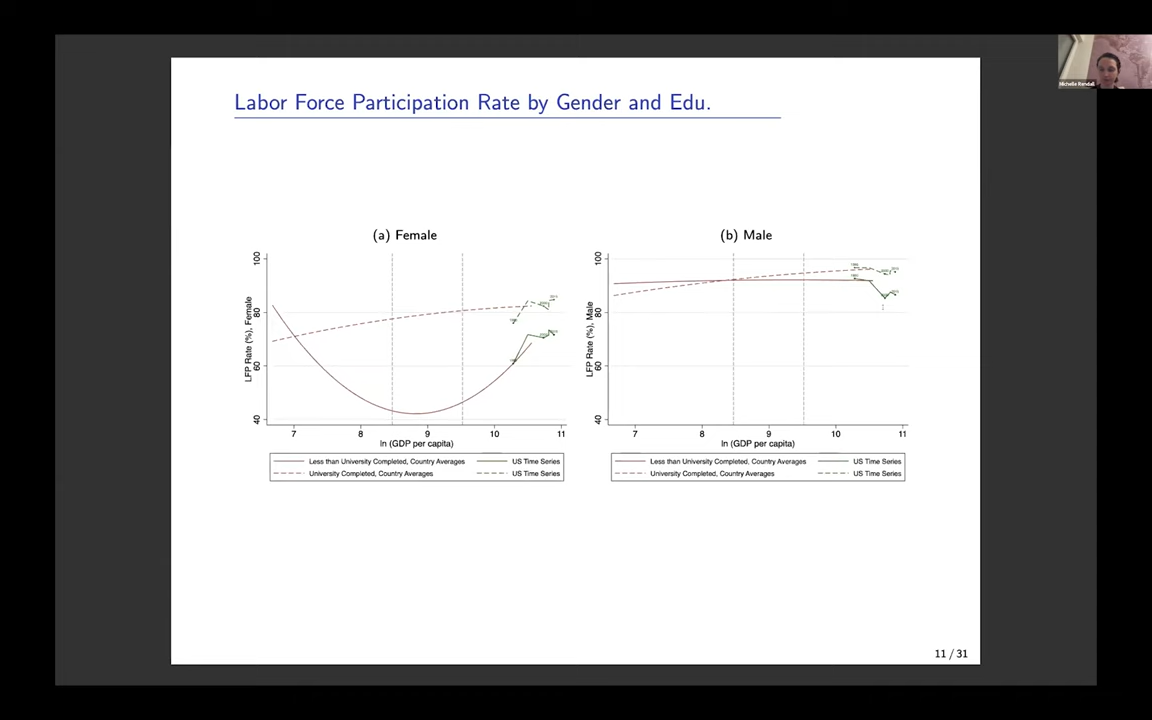 Labor Force Participation Rate by Gender and Edu.
Michelle Rendall
(a) Female
(b) Male
LFP Rate (%), Female
100
80
60
40
7 8 9 10 11
ln (GDP per capita)
Less than University Completed, Country Averages
US Time Series
University Completed, Country Averages
US Time Series
LFP Rate (%), Male
100
80
60
40
7 8 9 10 11
ln (GDP per capita)
Less than University Completed, Country Averages
US Time Series
University Completed, Country Averages
US Time Series
11 / 31